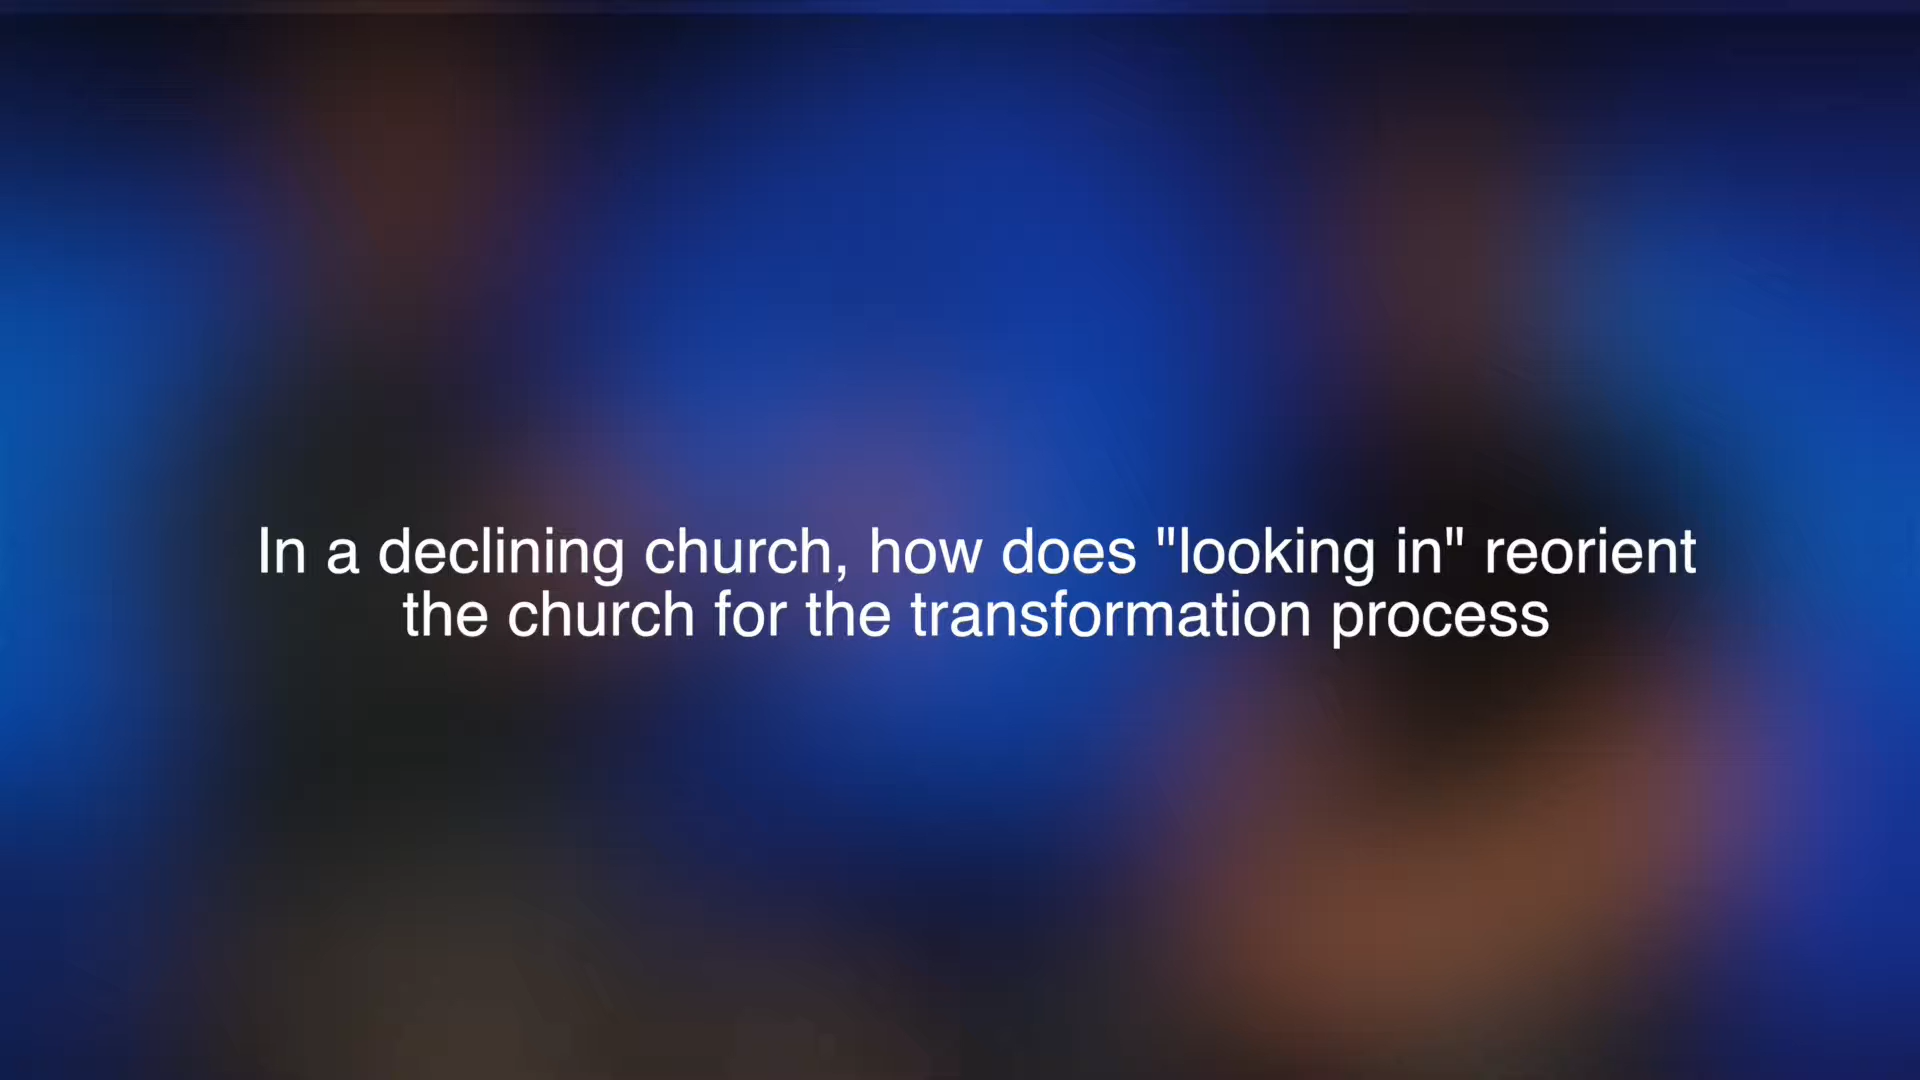 In a declining church, how does "looking in" reorient
the church for the transformation process